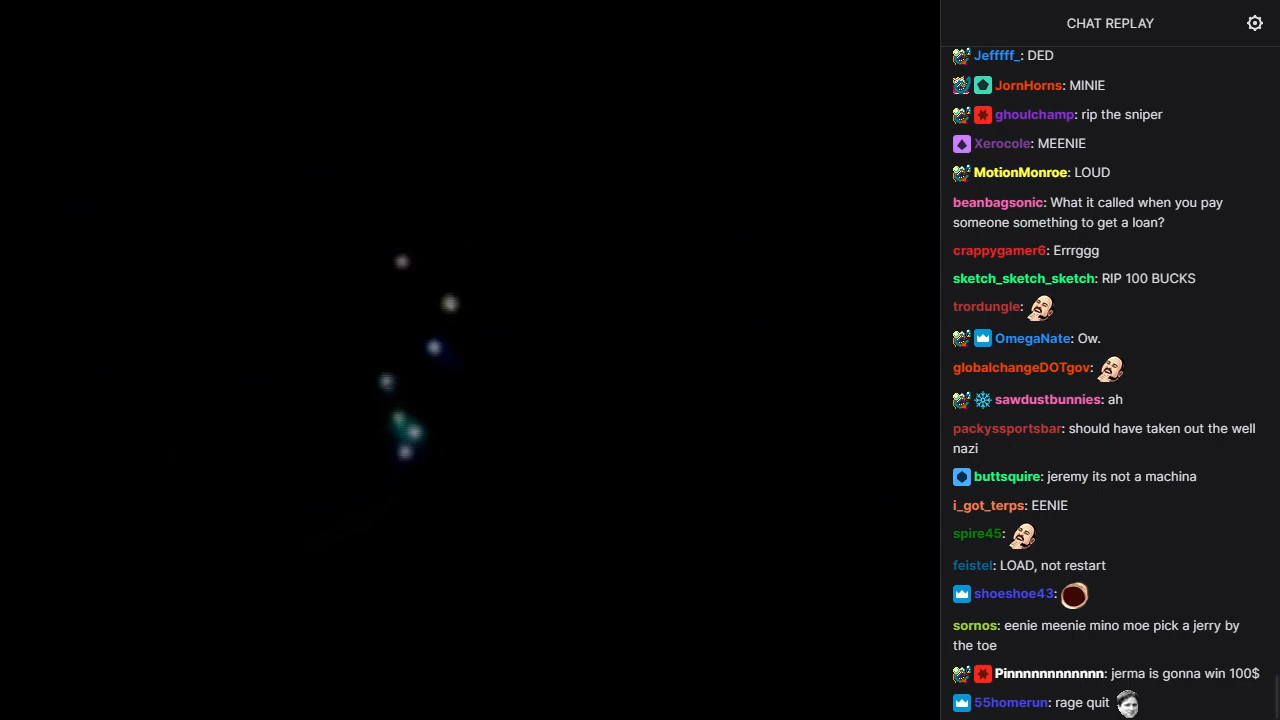 CHAT REPLAY
Jefffff_: DED
JornHorns: MINIE
ghoulchamp: rip the sniper
Xerocole: MEENIE
MotionMonroe: LOUD
beanbagsonic: What it called when you pay
someone something to get a loan?
crappygamer6: Errrggg
sketch_sketch_sketch: RIP 100 BUCKS
trordungle:
OmegaNate: Ow.
globalchangeDOTgov:
sawdustbunnies: ah
packyssportsbar: should have taken out the well
nazi
buttsquire: jeremy its not a machina
i_got_terps: EENIE
spire45:
feistel: LOAD, not restart
shoeshoe43:
sornos: eenie meenie mino moe pick a jerry by
the toe
Pinnnnnnnnnnn: jerma is gonna win 100$
55homerun: rage quit